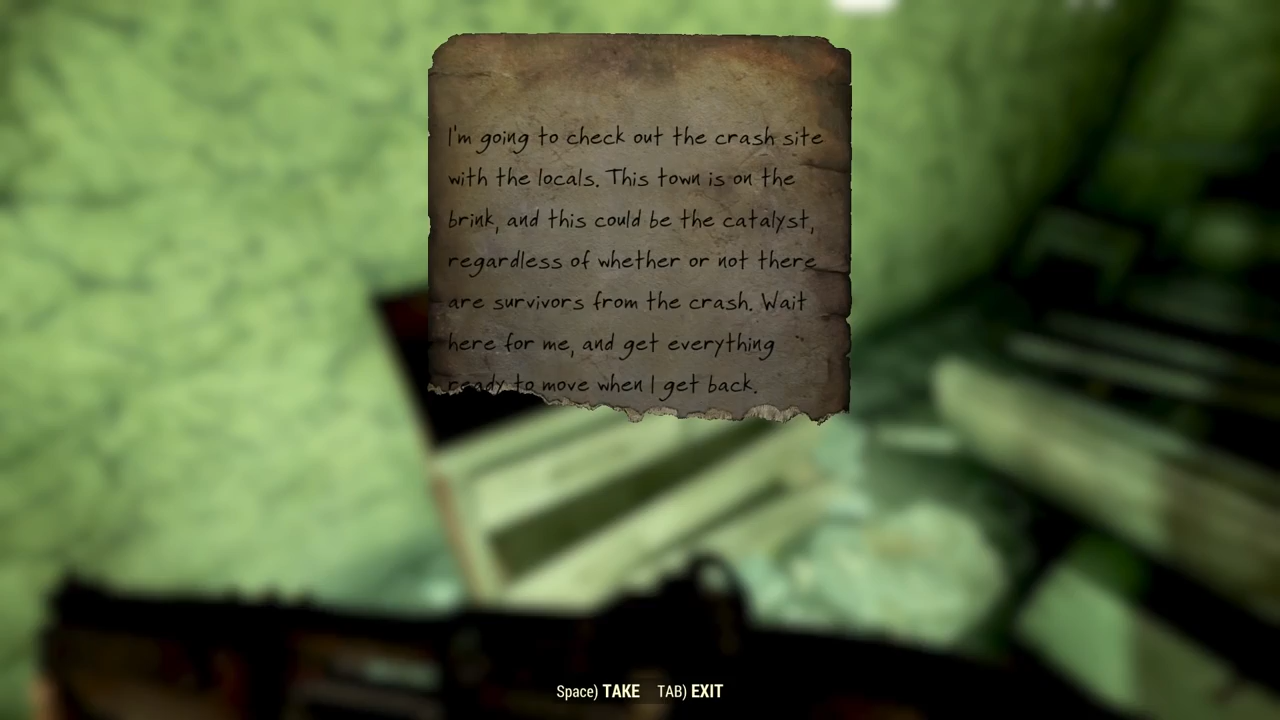 I'm going to check out the crash site
with the locals. This town is on the
brink, and this could be the catalyst,
regardless of whether or not there
are survivors from the crash. Wait
here for me, and get everything
ready to move when I get back.
Space) TAKE TAB) EXIT